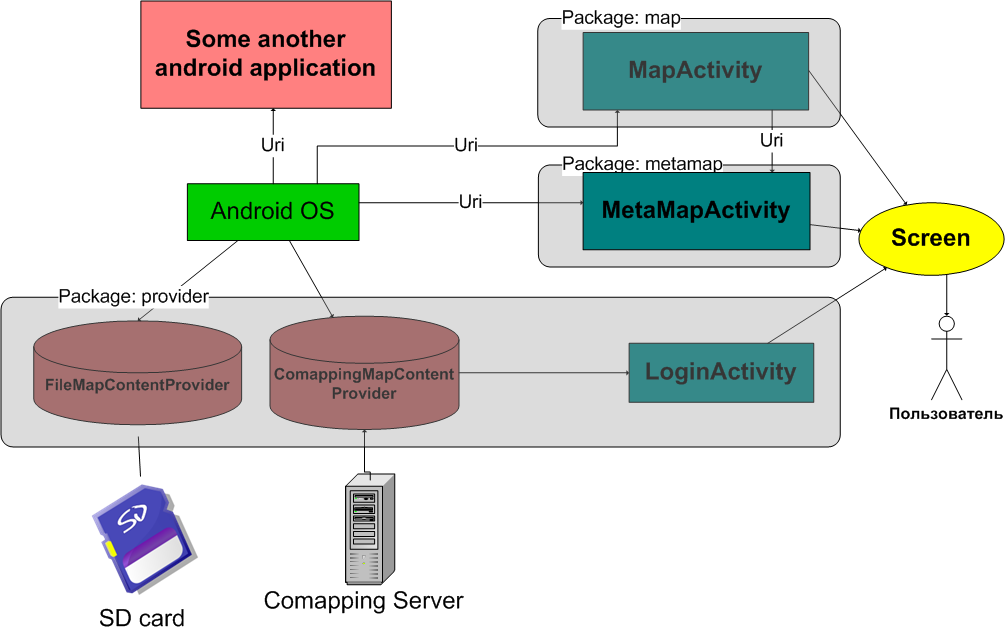 Some another
android application
Package: map
MapActivity
Uri
Uri
Uri
Package: metamap
Android OS
Uri
MetaMapActivity
Screen
Package: provider
FileMapContentProvider
ComappingMapContent
Provider
LoginActivity
Пользователь
SD
SD card
Comapping Server